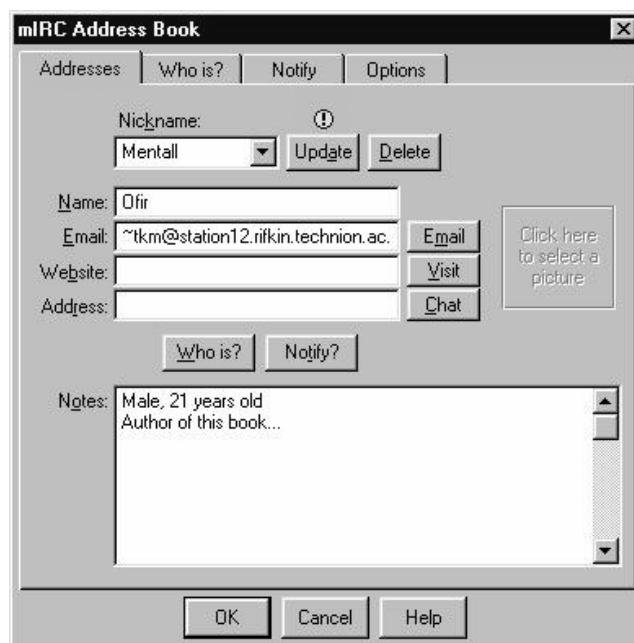 mIRC Address Book
Addresses Who is? Notify Options
Nickname:
Mentall Update Delete
Name: Ofir
Email: ~tkm@station12.rifkin.technion.ac. Email
Website: Visit
Address: Chat
Click here
to select a
picture
Who is? Notify?
Notes: Male, 21 years old
Author of this book...
OK Cancel Help